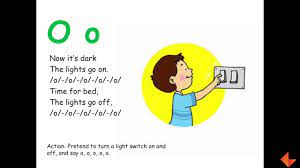 O o
Now it's dark
The lights go on.
/o/-/o/-/o/-/o/-/o/
Time for bed,
The lights go off,
/o/-/o/-/o/-/o/-/o/
Action: Pretend to turn a light switch on and
off, and say o, o, o, o.